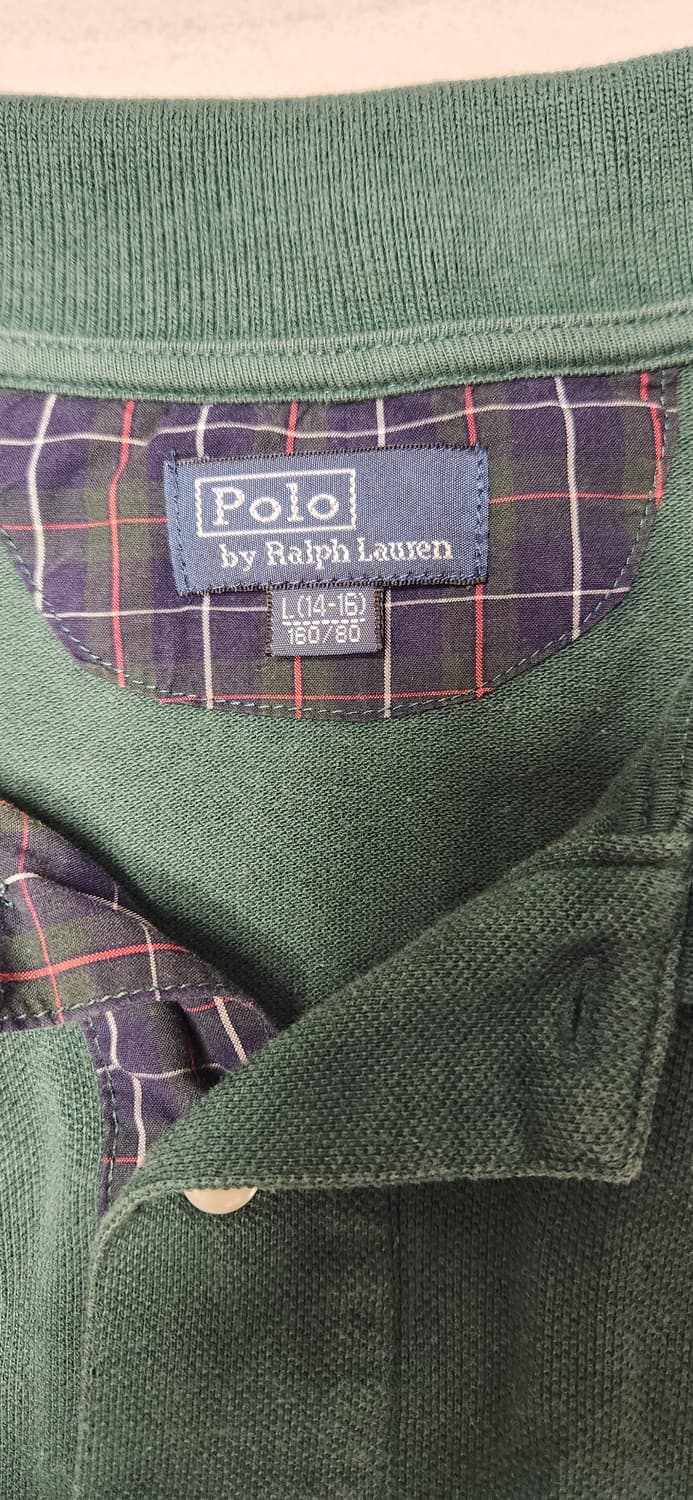 Polo
by Ralph Lauren
L(14-16)
160/80